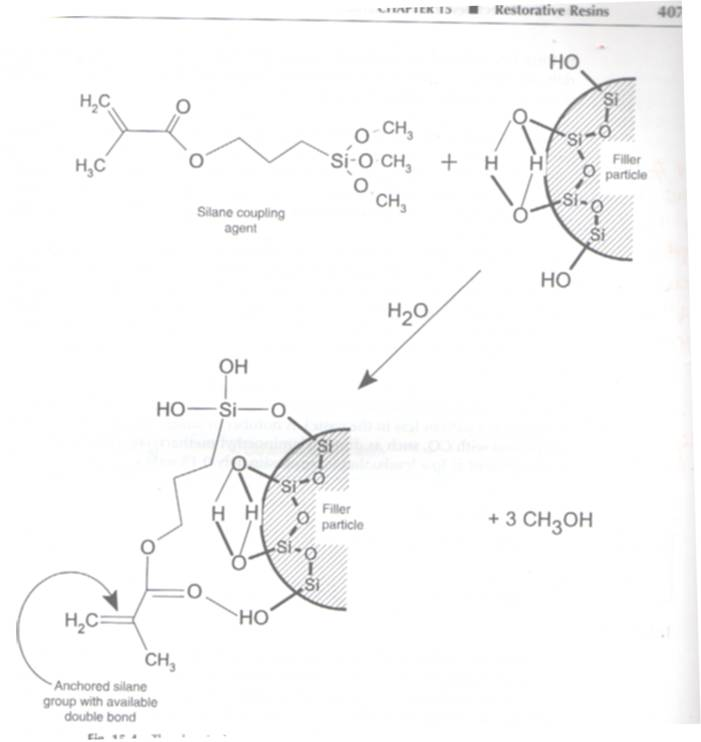 CHAPTER 15 ■ Restorative Resins 407
HO
H₂C
O
H₃C
O
O-CH₃
Si-O CH₃
O
CH₃
+
Silane coupling
agent
Si
O
O
Si
H
H
O
O
Si
O
Si
HO
Filler
particle
H₂O
OH
HO—Si—O
Si
O
O
Si
H
H
O
O
Si
O
Si
Filler
particle
+ 3 CH₃OH
O
O
HO
H₂C
CH₃
Anchored silane
group with available
double bond